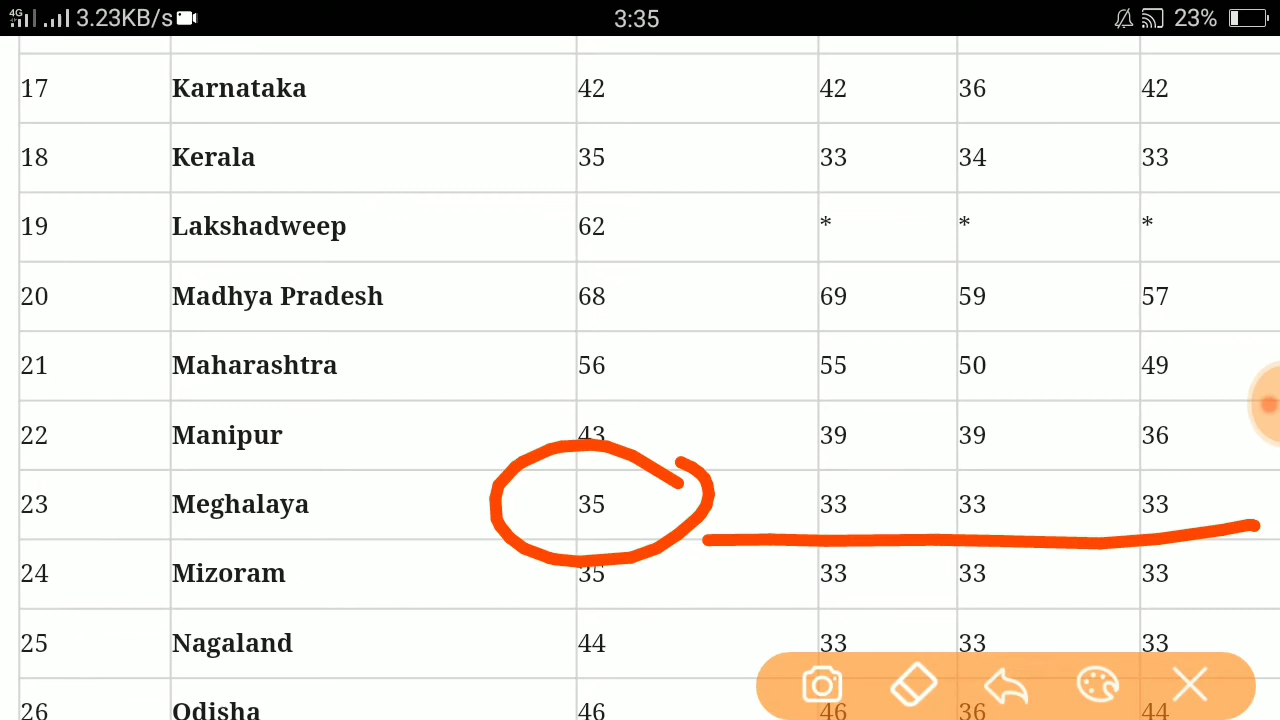 4G 3.23KB/s 3:35 23%
17 Karnataka 42 42 36 42
18 Kerala 35 33 34 33
19 Lakshadweep 62 * * *
20 Madhya Pradesh 68 69 59 57
21 Maharashtra 56 55 50 49
22 Manipur 43 39 39 36
23 Meghalaya 35 33 33 33
24 Mizoram 35 33 33 33
25 Nagaland 44 33 33 33
26 Odisha 46 46 36 44